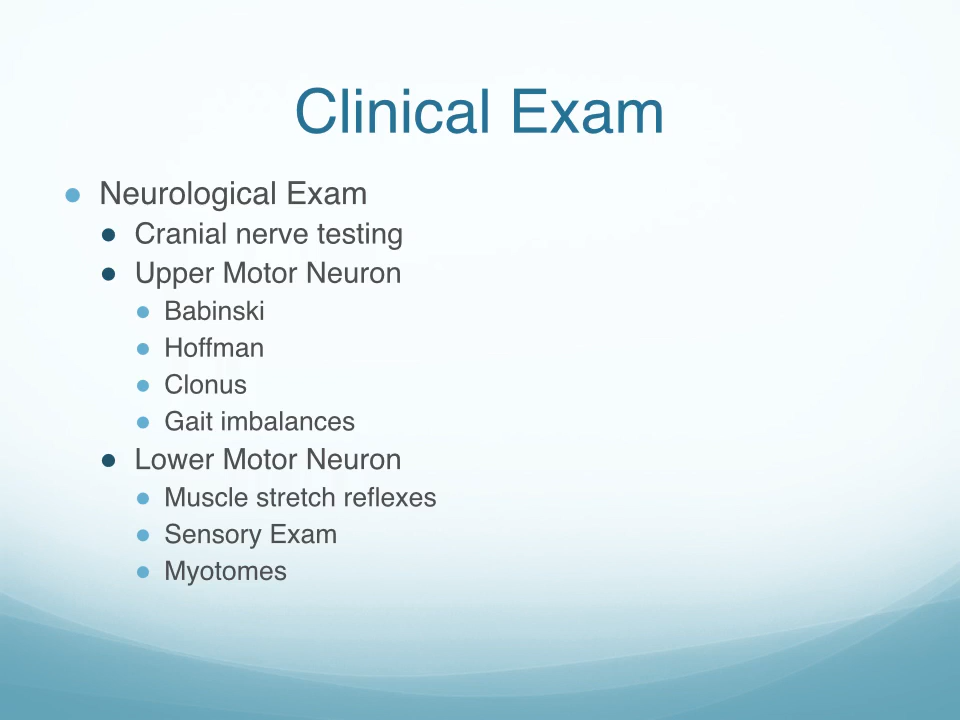 Clinical Exam
Neurological Exam
Cranial nerve testing
Upper Motor Neuron
Babinski
Hoffman
Clonus
Gait imbalances
Lower Motor Neuron
Muscle stretch reflexes
Sensory Exam
Myotomes